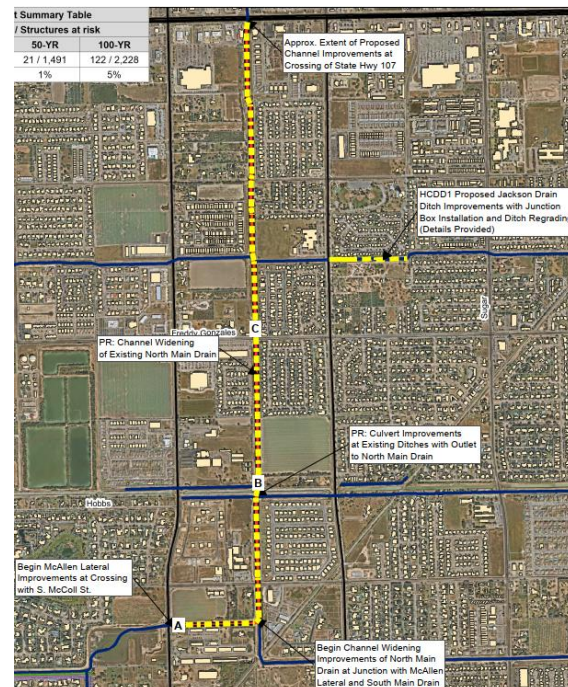 t Summary Table
/ Structures at risk
50-YR 100-YR
21 / 1,491 122 / 2,228
1% 5%
Approx. Extent of Proposed
Channel Improvements at
Crossing of State Hwy 107
HCDD1 Proposed Jackson Drain
Ditch Improvements with Junction
Box Installation and Ditch Regrading
(Details Provided)
Sugar
C
Freddy Gonzales
PR: Channel Widening
of Existing North Main Drain
PR: Culvert Improvements
at Existing Ditches with Outlet
to North Main Drain
B
Hobbs
Begin McAllen Lateral
Improvements at Crossing
with S. McColl St.
A
Begin Channel Widening
Improvements of North Main
Drain at Junction with McAllen
Lateral and South Main Drain